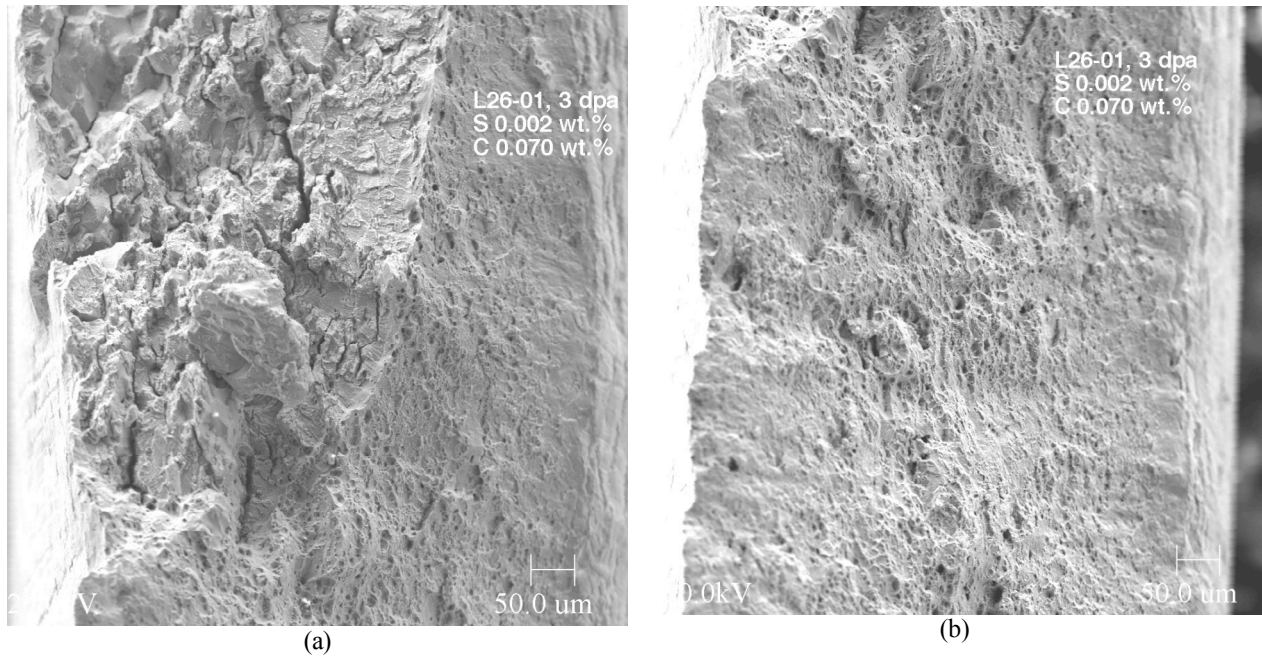 L26-01, 3 dpa
S 0.002 wt.%
C 0.070 wt.%
50.0 um
(a)
L26-01, 3 dpa
S 0.002 wt.%
C 0.070 wt.%
0.0kV
50.0 um
(b)